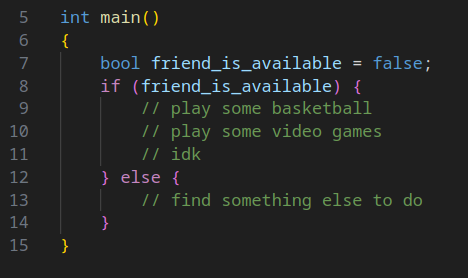 5 int main()
6 {
7     bool friend_is_available = false;
8     if (friend_is_available) {
9         // play some basketball
10         // play some video games
11         // idk
12     } else {
13         // find something else to do
14     }
15 }